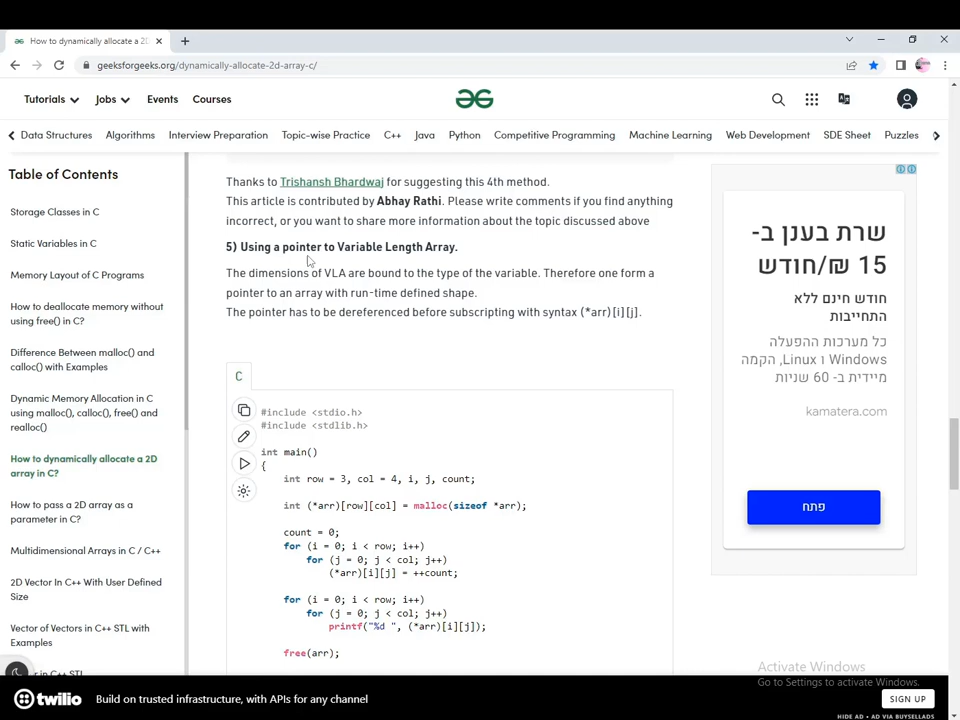 How to dynamically allocate a 2D
geeksforgeeks.org/dynamically-allocate-2d-array-c/
Tutorials Jobs Events Courses
Data Structures Algorithms Interview Preparation Topic-wise Practice C++ Java Python Competitive Programming Machine Learning Web Development SDE Sheet Puzzles
Table of Contents
Storage Classes in C
Static Variables in C
Memory Layout of C Programs
How to deallocate memory without
using free() in C?
Difference Between malloc() and
calloc() with Examples
Dynamic Memory Allocation in C
using malloc(), calloc(), free() and
realloc()
How to dynamically allocate a 2D
array in C?
How to pass a 2D array as a
parameter in C?
Multidimensional Arrays in C / C++
2D Vector In C++ With User Defined
Size
Vector of Vectors in C++ STL with
Examples
Thanks to Trishansh Bhardwaj for suggesting this 4th method.
This article is contributed by Abhay Rathi. Please write comments if you find anything
incorrect, or you want to share more information about the topic discussed above
5) Using a pointer to Variable Length Array.
The dimensions of VLA are bound to the type of the variable. Therefore one form a
pointer to an array with run-time defined shape.
The pointer has to be dereferenced before subscripting with syntax (*arr)[i][j].
C
#include <stdio.h>
#include <stdlib.h>
int main()
{
int row = 3, col = 4, i, j, count;
int (*arr)[row][col] = malloc(sizeof *arr);
count = 0;
for (i = 0; i < row; i++)
for (j = 0; j < col; j++)
(*arr)[i][j] = ++count;
for (i = 0; i < row; i++)
for (j = 0; j < col; j++)
printf("%d ", (*arr)[i][j]);
free(arr);
שרת בענן ב-
15 ₪/חודש
חודש חינם ללא
התחייבות
כל מערכות ההפעלה
Windows ו Linux, הקמה
מיידית ב- 60 שניות
kamatera.com
פתח
Activate Windows
Go to Settings to activate Windows.
twilio Build on trusted infrastructure, with APIs for any channel SIGN UP
HIDE AD • AD VIA BUYSELLADS